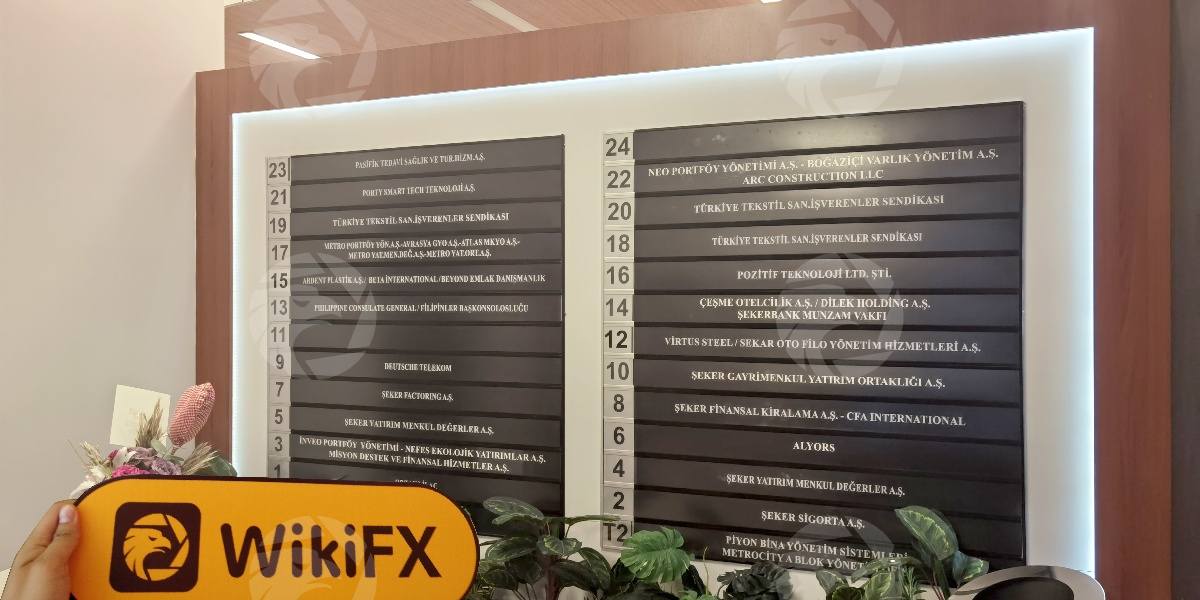 23 PASİFİK TEDAVİ SAĞLIK VE TUR.HİZM.A.Ş.
21 PORTY SMART TECH TEKNOLOJİ A.Ş.
19 TÜRKİYE TEKSTİL SAN.İŞVERENLER SENDİKASI
17 METRO PORTFÖY YÖN.A.Ş.-AVRASYA GYO A.Ş.-ATLAS MKYO A.Ş.-
METRO YAT.MEN.DEĞ.A.Ş.-METRO YAT.ORT.A.Ş.
15 ARDENT PLASTİK A.Ş./ BETA INTERNATIONAL /BEYOND EMLAK DANIŞMANLIK
13 PHILIPPINE CONSULATE GENERAL / FİLİPİNLER BAŞKONSOLOSLUĞU
11
9 DEUTSCHE TELEKOM
7 ŞEKER FACTORING A.Ş.
5 ŞEKER YATIRIM MENKUL DEĞERLER A.Ş.
3 İNVEO PORTFÖY YÖNETİMİ - NEFES EKOLOJİK YATIRIMLAR A.Ş.
MİSYON DESTEK VE FİNANSAL HİZMETLER A.Ş.
1
24
22 NEO PORTFÖY YÖNETİMİ A.Ş. - BOĞAZİÇİ VARLIK YÖNETİM A.Ş.
ARC CONSTRUCTION LLC
20 TÜRKİYE TEKSTİL SAN.İŞVERENLER SENDİKASI
18 TÜRKİYE TEKSTİL SAN.İŞVERENLER SENDİKASI
16 POZİTİF TEKNOLOJİ LTD. ŞTİ.
14 ÇEŞME OTELCİLİK A.Ş. / DİLEK HOLDİNG A.Ş.
ŞEKERBANK MUNZAM VAKFI
12 VİRTUS STEEL / SEKAR OTO FİLO YÖNETİM HİZMETLERİ A.Ş.
10 ŞEKER GAYRİMENKUL YATIRIM ORTAKLIĞI A.Ş.
8 ŞEKER FİNANSAL KİRALAMA A.Ş. - CFA INTERNATIONAL
6 ALYORS
4 ŞEKER YATIRIM MENKUL DEĞERLER A.Ş.
2 ŞEKER SİGORTA A.Ş.
T2 PİYON BİNA YÖNETİM SİSTEMLERİ
METROCİTY A BLOK
WikiFX